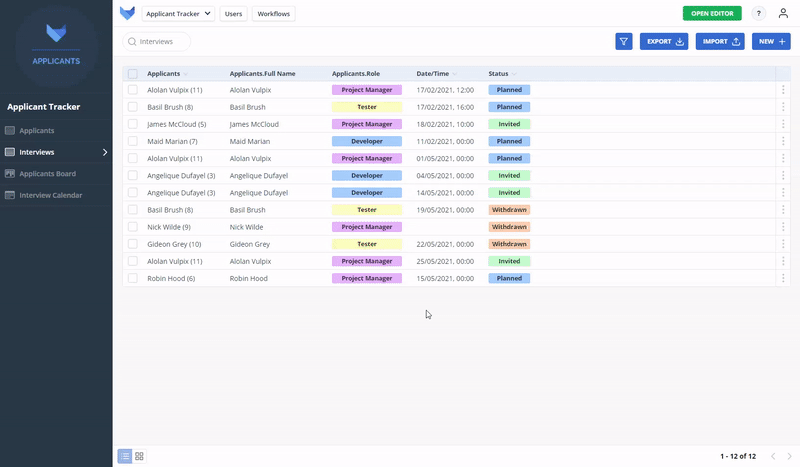 APPLICANTS
Applicant Tracker
Applicants
Interviews
Applicants Board
Interview Calendar
Applicant Tracker Users Workflows OPEN EDITOR ?
Interviews EXPORT IMPORT NEW
Applicants Applicants.Full Name Applicants.Role Date/Time Status
Alolan Vulpix (11) Alolan Vulpix Project Manager 17/02/2021, 12:00 Planned
Basil Brush (8) Basil Brush Tester 17/02/2021, 16:00 Planned
James McCloud (5) James McCloud Project Manager 18/02/2021, 10:00 Invited
Maid Marian (7) Maid Marian Developer 11/02/2021, 00:00 Planned
Alolan Vulpix (11) Alolan Vulpix Project Manager 01/05/2021, 00:00 Planned
Angelique Dufayel (3) Angelique Dufayel Developer 04/05/2021, 00:00 Invited
Angelique Dufayel (3) Angelique Dufayel Developer 14/05/2021, 00:00 Invited
Basil Brush (8) Basil Brush Tester 19/05/2021, 00:00 Withdrawn
Nick Wilde (9) Nick Wilde Project Manager Withdrawn
Gideon Grey (10) Gideon Grey Tester 22/05/2021, 00:00 Withdrawn
Alolan Vulpix (11) Alolan Vulpix Project Manager 25/05/2021, 00:00 Invited
Robin Hood (6) Robin Hood Project Manager 15/05/2021, 00:00 Planned
1 - 12 of 12